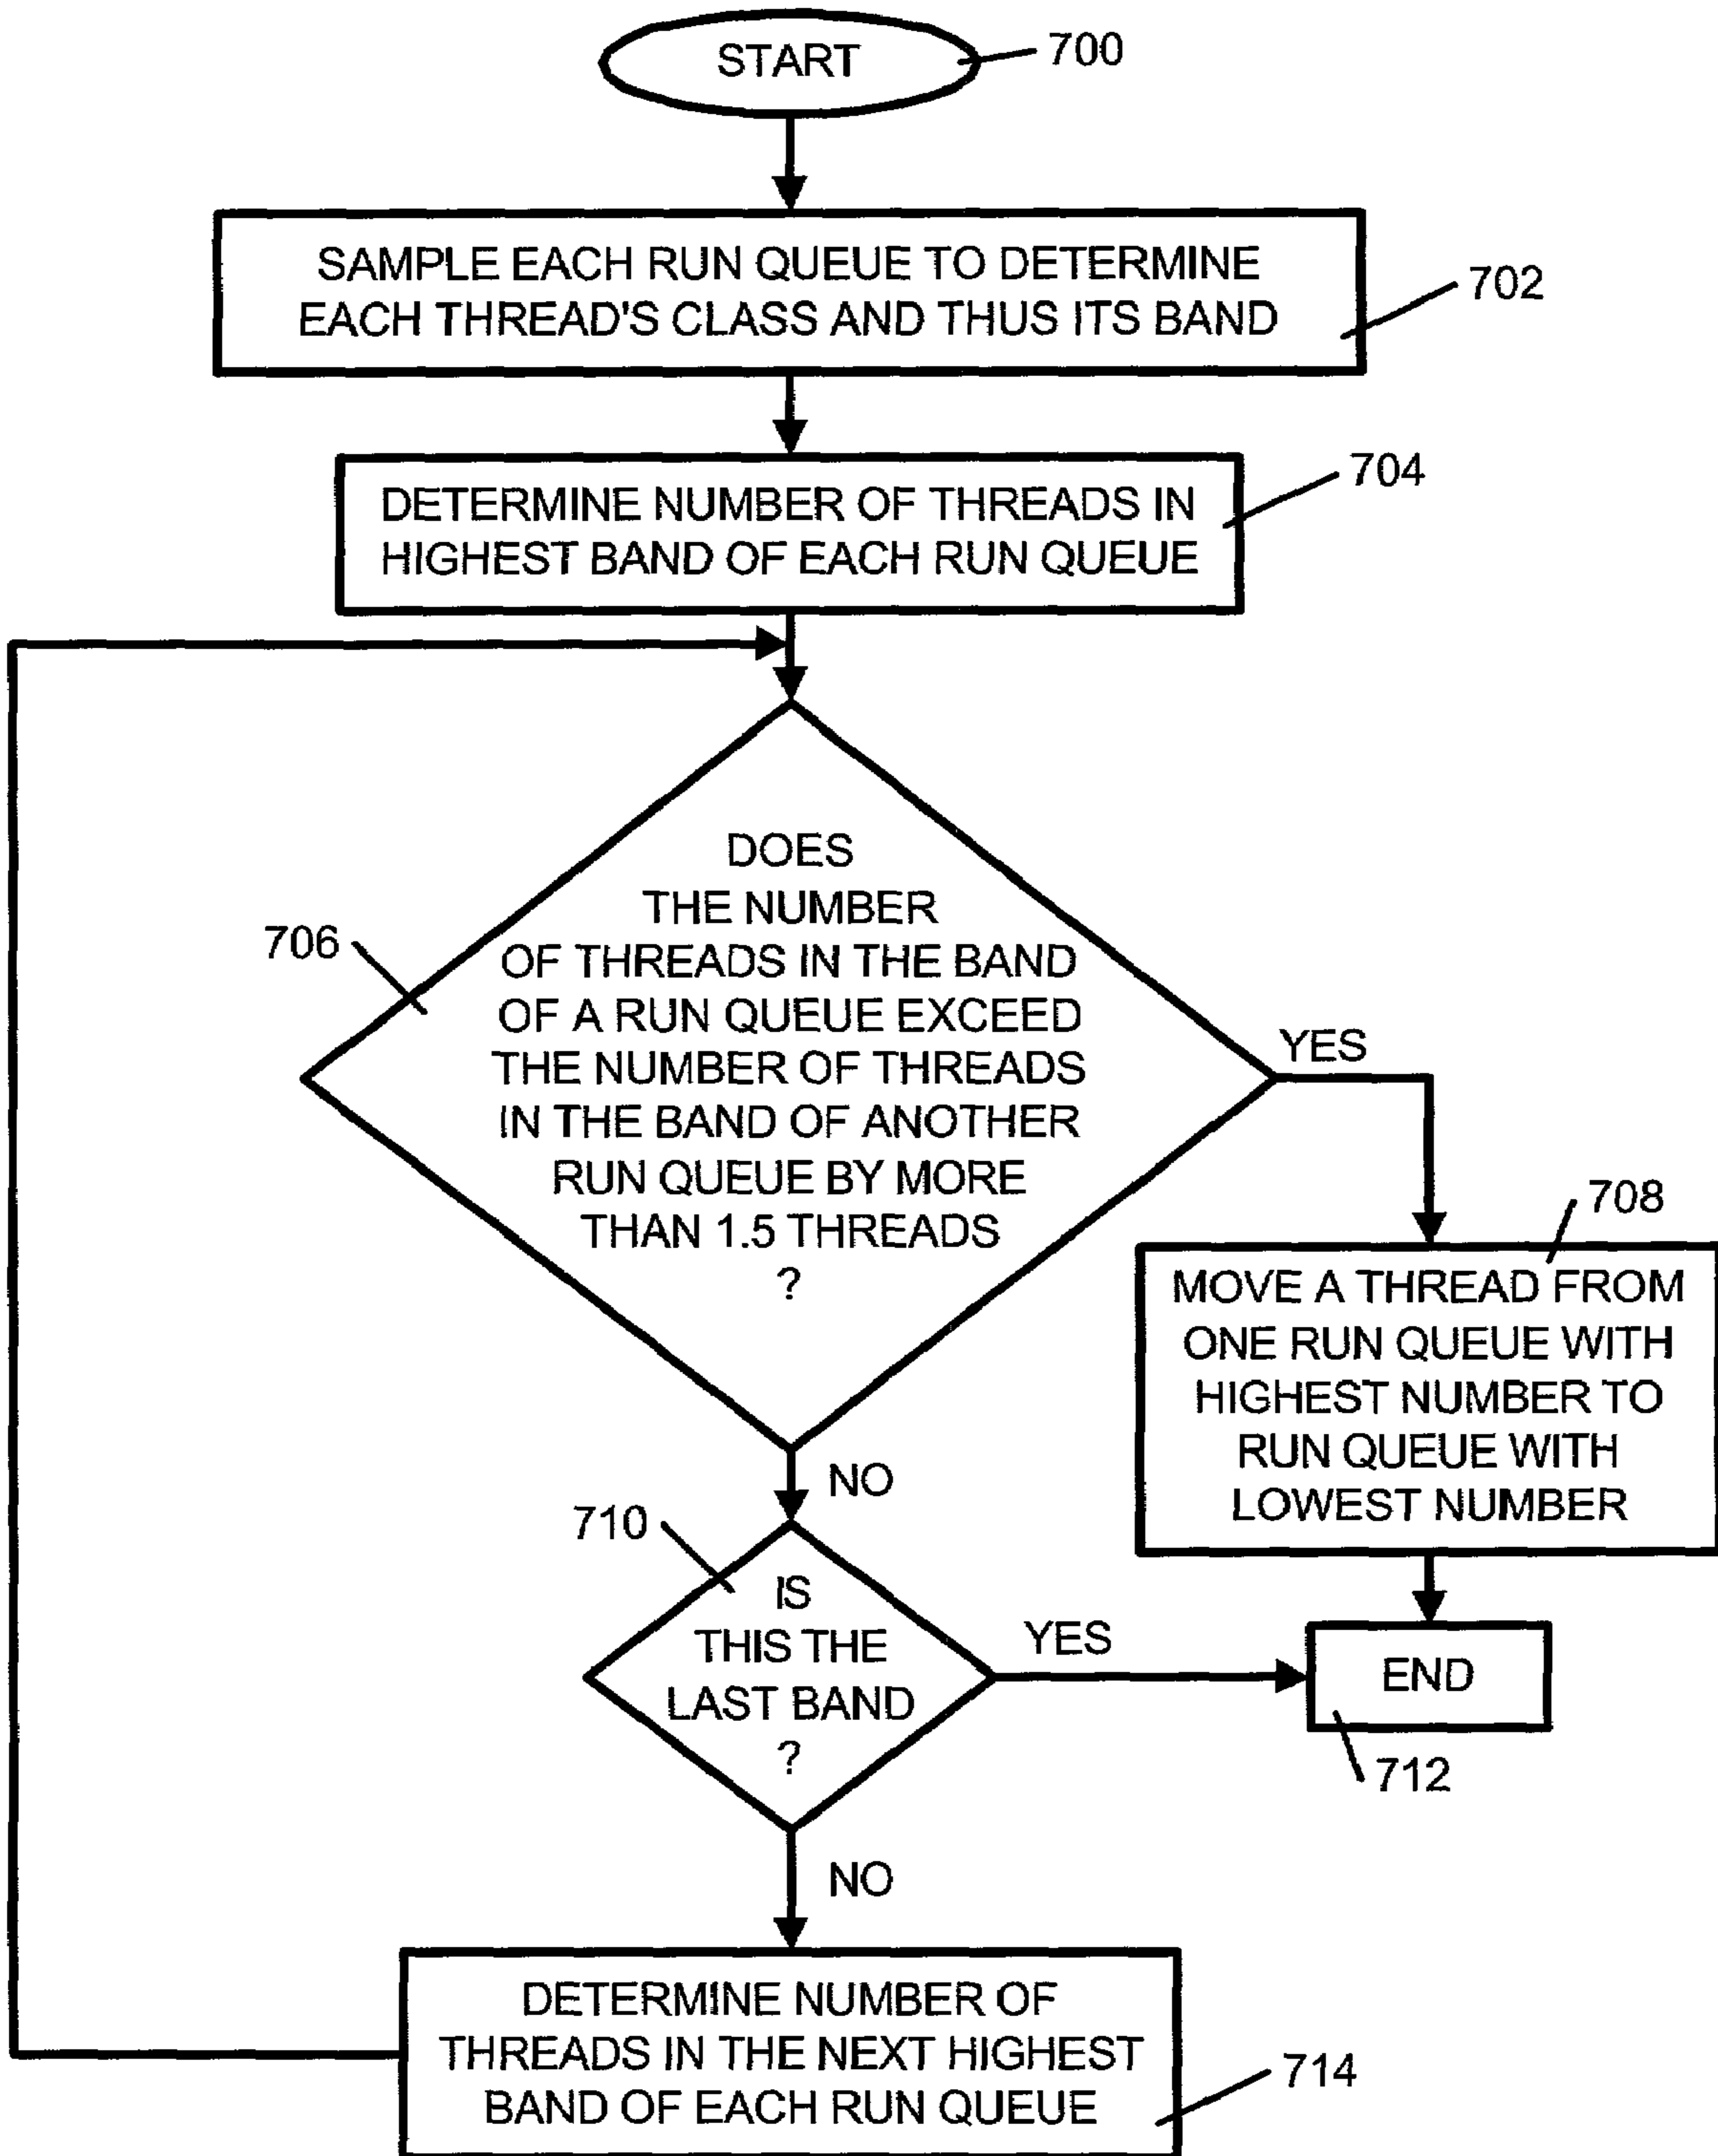 START
700
SAMPLE EACH RUN QUEUE TO DETERMINE
EACH THREAD'S CLASS AND THUS ITS BAND
702
DETERMINE NUMBER OF THREADS IN
HIGHEST BAND OF EACH RUN QUEUE
704
DOES
THE NUMBER
OF THREADS IN THE BAND
OF A RUN QUEUE EXCEED
THE NUMBER OF THREADS
IN THE BAND OF ANOTHER
RUN QUEUE BY MORE
THAN 1.5 THREADS
?
706
YES
708
MOVE A THREAD FROM
ONE RUN QUEUE WITH
HIGHEST NUMBER TO
RUN QUEUE WITH
LOWEST NUMBER
NO
710
IS
THIS THE
LAST BAND
?
YES
END
712
NO
DETERMINE NUMBER OF
THREADS IN THE NEXT HIGHEST
BAND OF EACH RUN QUEUE
714